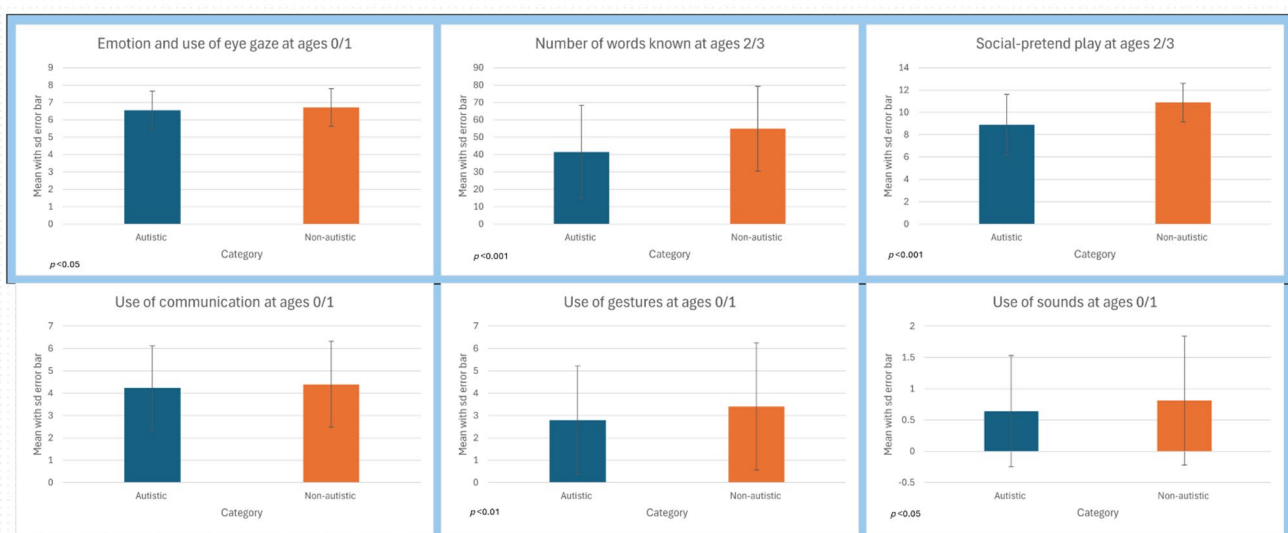 Emotion and use of eye gaze at ages 0/1
Mean with sd error bar
9
8
7
6
5
4
3
2
1
0
Autistic
Non-autistic
Category
p<0.05
Number of words known at ages 2/3
Mean with sd error bar
90
80
70
60
50
40
30
20
10
0
Autistic
Non-autistic
Category
p<0.001
Social-pretend play at ages 2/3
Mean with sd error bar
14
12
10
8
6
4
2
0
Autistic
Non-autistic
Category
p<0.001
Use of communication at ages 0/1
Mean with sd error bar
7
6
5
4
3
2
1
0
Autistic
Non-autistic
Category
Use of gestures at ages 0/1
Mean with sd error bar
7
6
5
4
3
2
1
0
Autistic
Non-autistic
Category
p<0.01
Use of sounds at ages 0/1
Mean with sd error bar
2
1.5
1
0.5
0
-0.5
Autistic
Non-autistic
Category
p<0.05